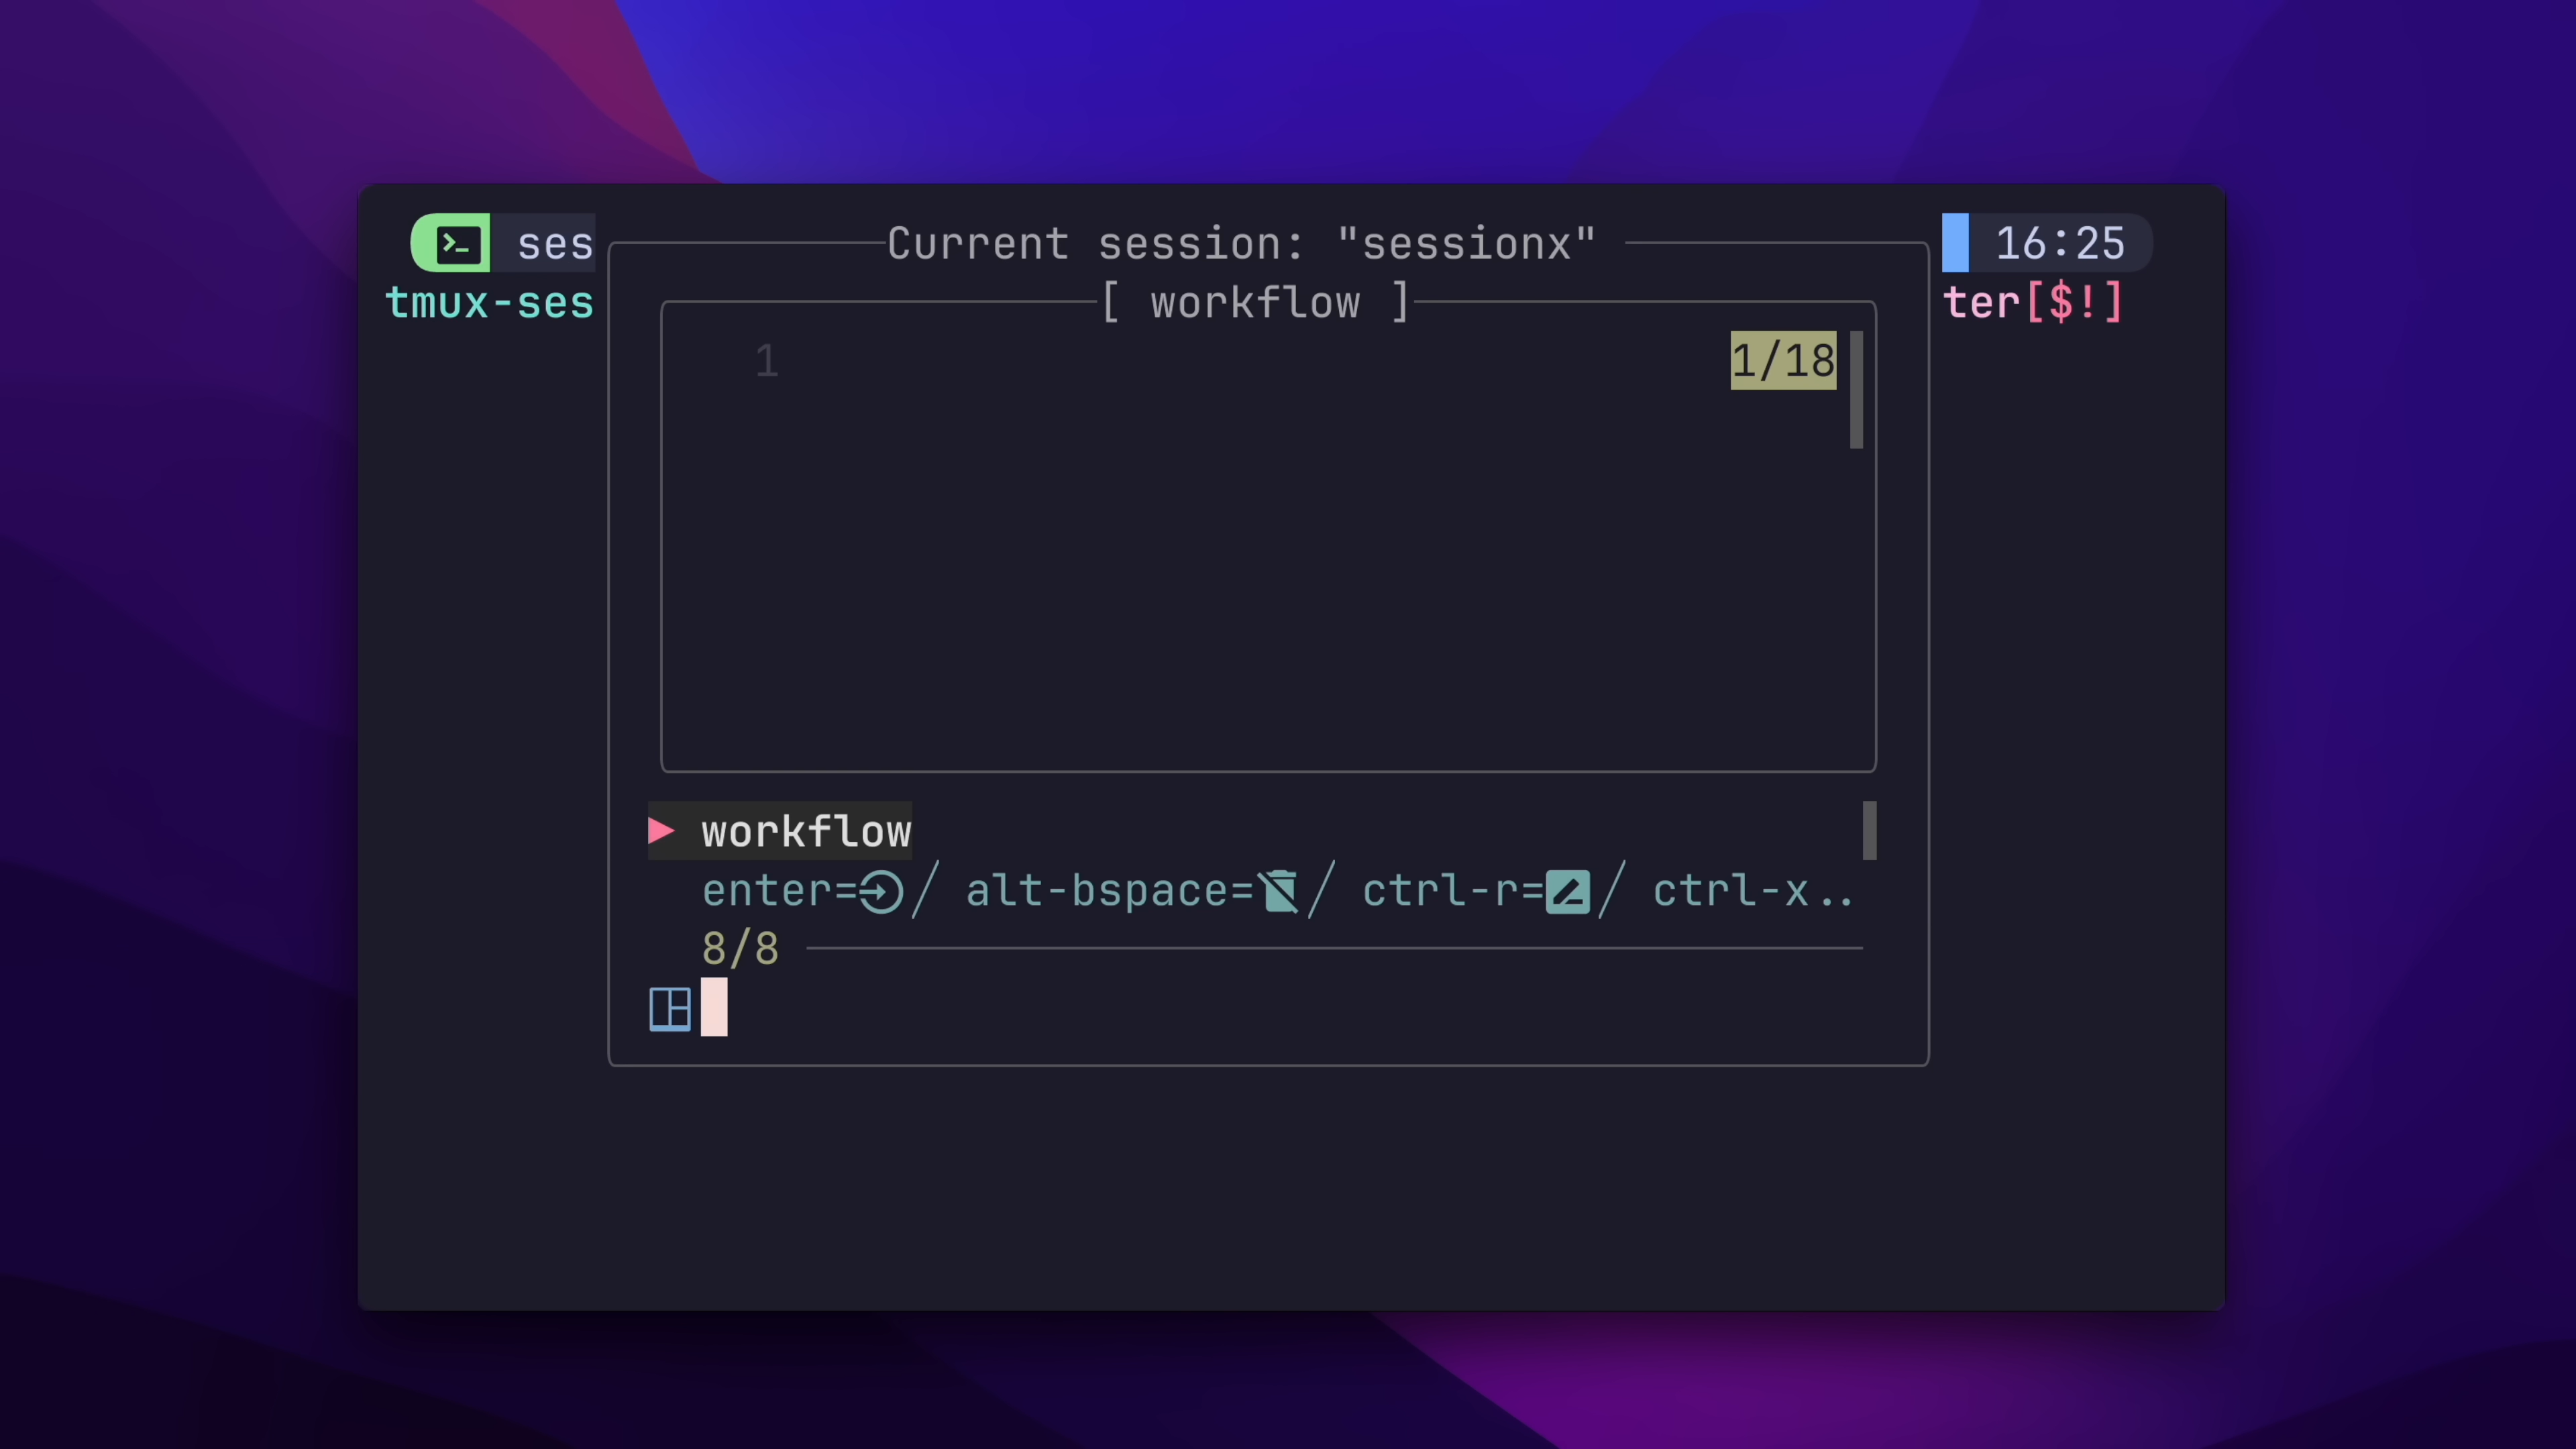 ses
Current session: "sessionx"
16:25
tmux-ses
[ workflow ]
ter[$!]
1
1/18
workflow
enter= / alt-bspace= / ctrl-r= / ctrl-x..
8/8